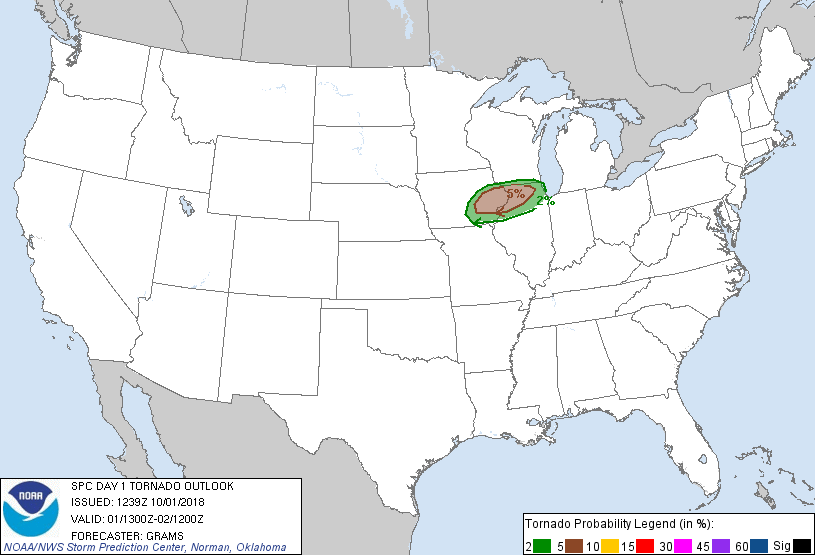 5%
2%
NOAA
SPC DAY 1 TORNADO OUTLOOK
ISSUED: 1239Z 10/01/2018
VALID: 01/1300Z-02/1200Z
FORECASTER: GRAMS
NOAA/NWS Storm Prediction Center, Norman, Oklahoma
Tornado Probability Legend (in %):
2 5 10 15 30 45 60 Sig